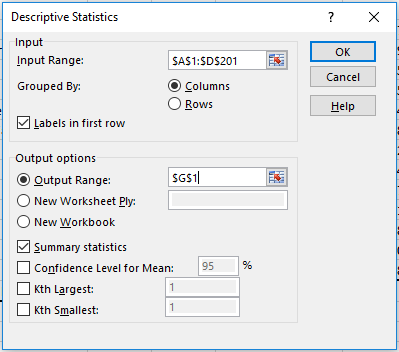 Descriptive Statistics
Input
Input Range: $A$1:$D$201
Grouped By: Columns
Rows
Labels in first row
OK
Cancel
Help
Output options
Output Range: $G$1
New Worksheet Ply:
New Workbook
Summary statistics
Confidence Level for Mean: 95 %
Kth Largest: 1
Kth Smallest: 1